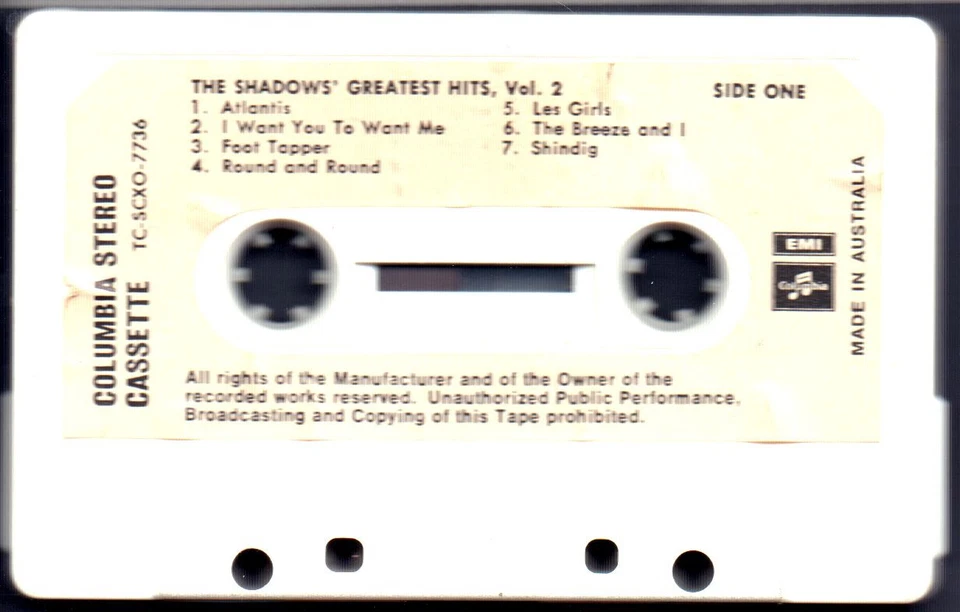 THE SHADOWS' GREATEST HITS, Vol. 2
SIDE ONE
1. Atlantis
2. I Want You To Want Me
3. Foot Tapper
4. Round and Round
5. Les Girls
6. The Breeze and I
7. Shindig
COLUMBIA STEREO
CASSETTE
TC-SCXO-7736
EMI
Columbia
MADE IN AUSTRALIA
All rights of the Manufacturer and of the Owner of the
recorded works reserved. Unauthorized Public Performance,
Broadcasting and Copying of this Tape prohibited.